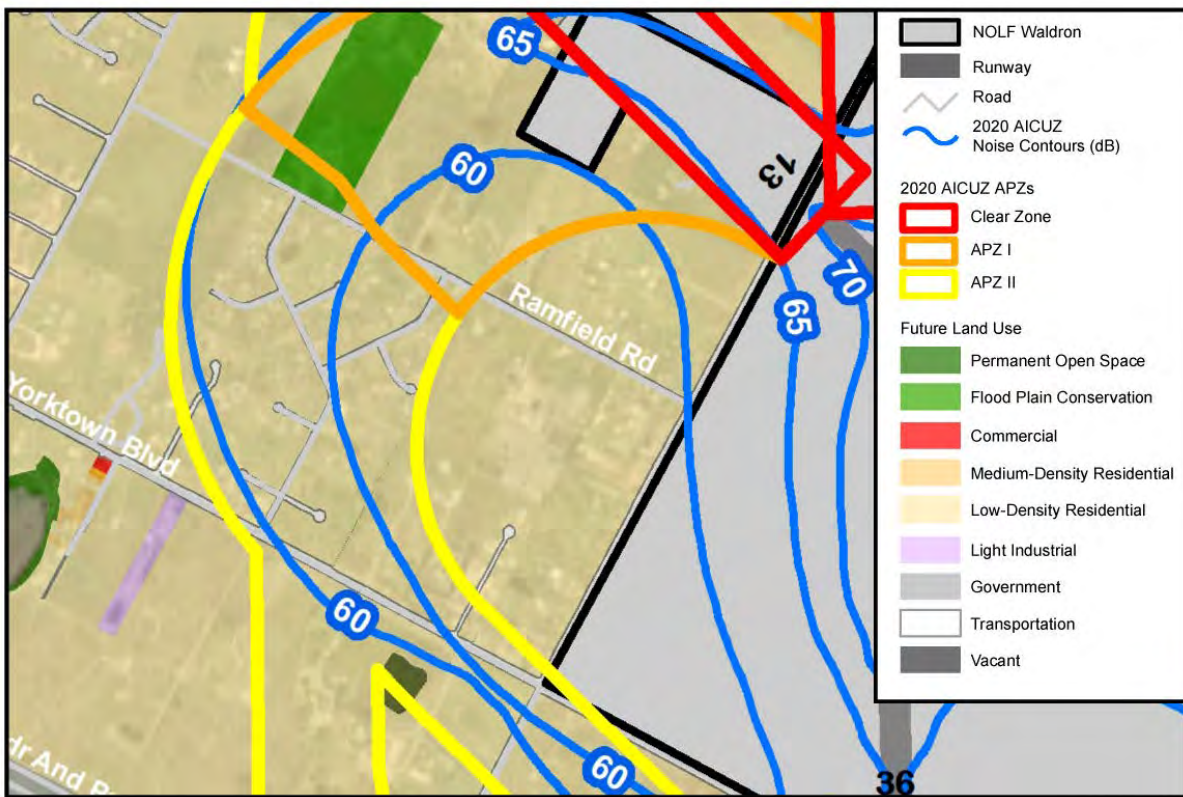 65
60
13
70
65
Ramfield Rd
Yorktown Blvd
60
60
36
NOLF Waldron
Runway
Road
2020 AICUZ
Noise Contours (dB)
2020 AICUZ APZs
Clear Zone
APZ I
APZ II
Future Land Use
Permanent Open Space
Flood Plain Conservation
Commercial
Medium-Density Residential
Low-Density Residential
Light Industrial
Government
Transportation
Vacant